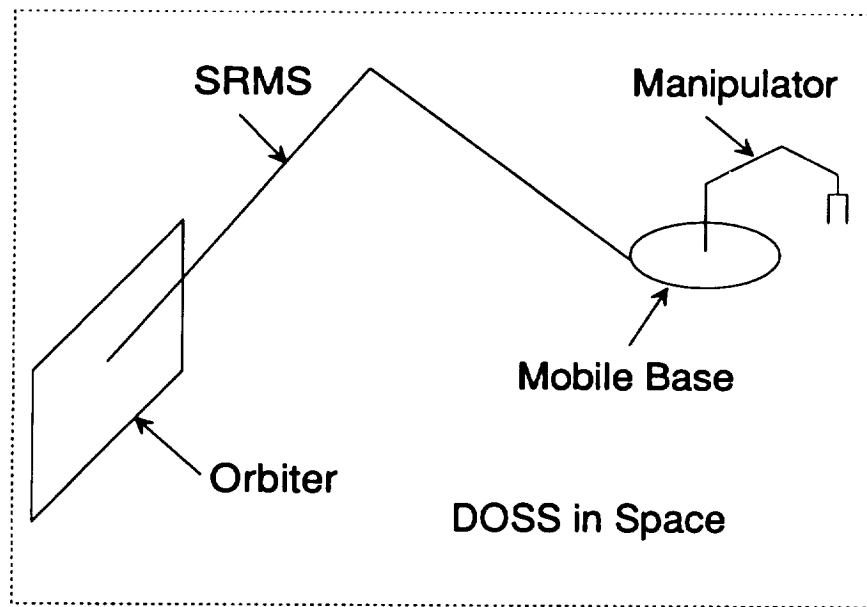 SRMS
Manipulator
Mobile Base
Orbiter
DOSS in Space